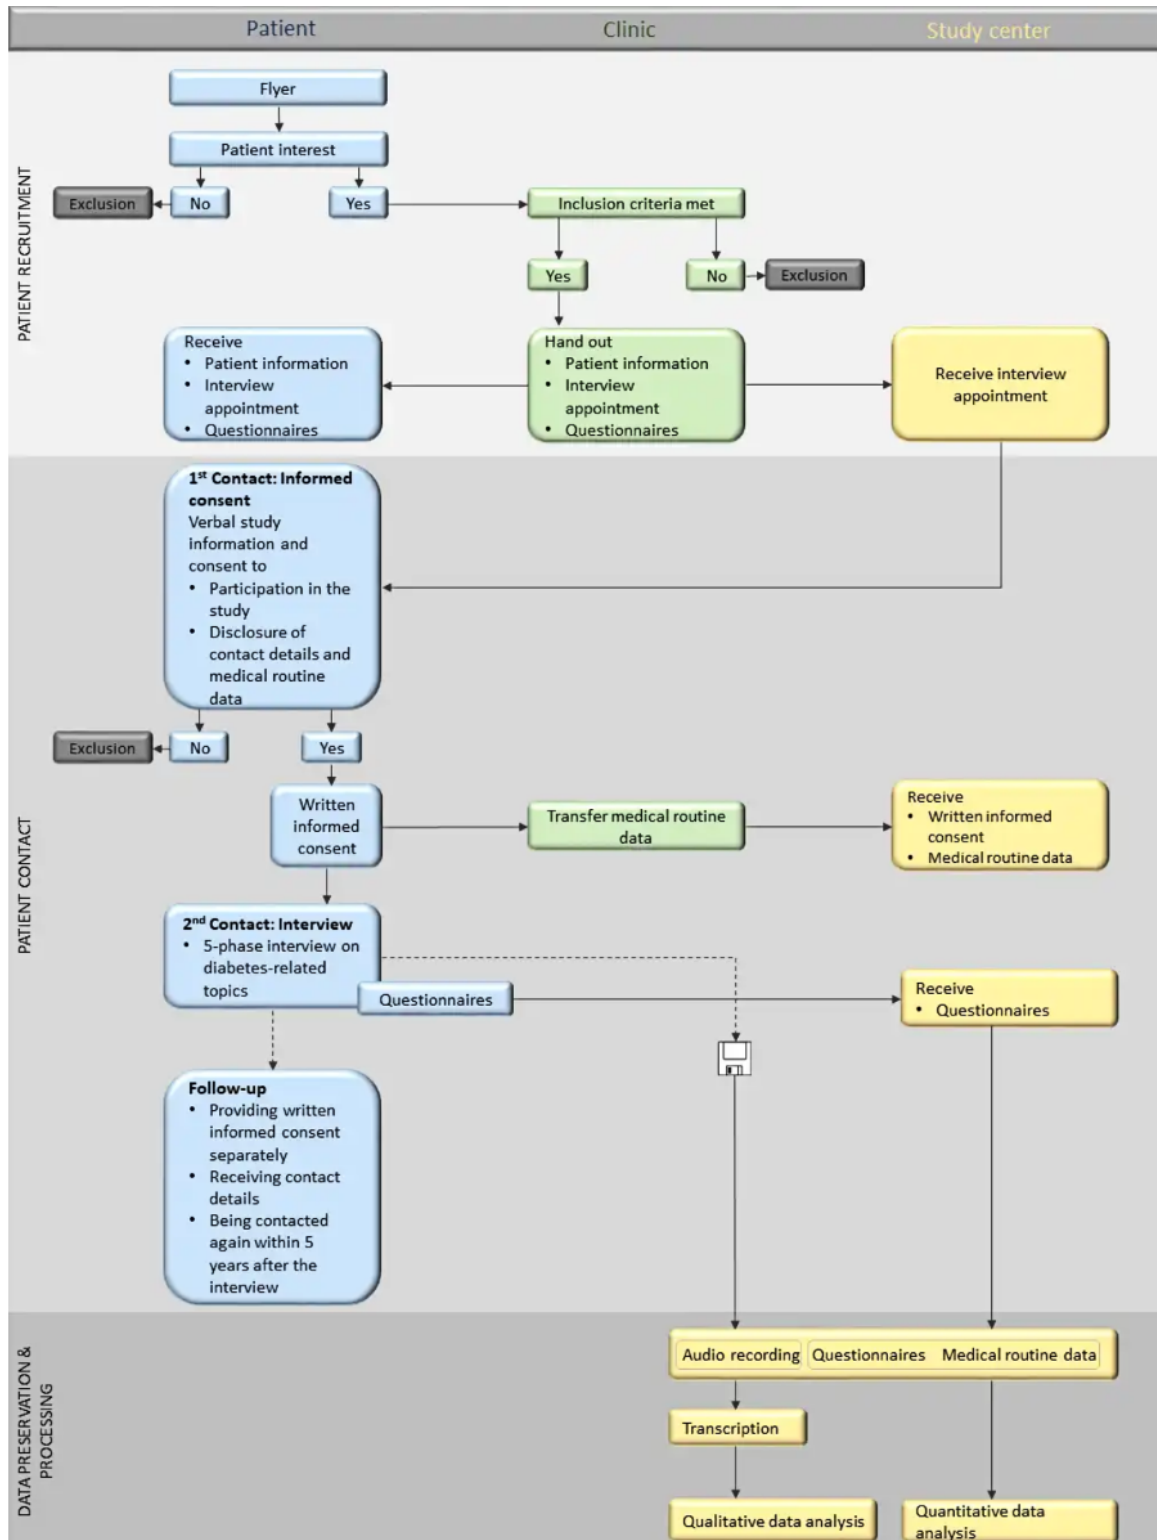 Patient
Clinic
Study center
PATIENT RECRUITMENT
Flyer
Patient interest
Exclusion
No
Yes
Inclusion criteria met
Yes
No
Exclusion
Receive
• Patient information
• Interview
appointment
• Questionnaires
Hand out
• Patient information
• Interview
appointment
• Questionnaires
Receive interview
appointment
PATIENT CONTACT
1st Contact: Informed
consent
Verbal study
information and
consent to
• Participation in the
study
• Disclosure of
contact details and
medical routine
data
Exclusion
No
Yes
Written
informed
consent
Transfer medical routine
data
Receive
• Written informed
consent
• Medical routine data
2nd Contact: Interview
• 5-phase interview on
diabetes-related
topics
Questionnaires
Receive
• Questionnaires
Follow-up
• Providing written
informed consent
separately
• Receiving contact
details
• Being contacted
again within 5
years after the
interview
DATA PRESERVATION &
PROCESSING
Audio recording
Questionnaires
Medical routine data
Transcription
Qualitative data analysis
Quantitative data
analysis